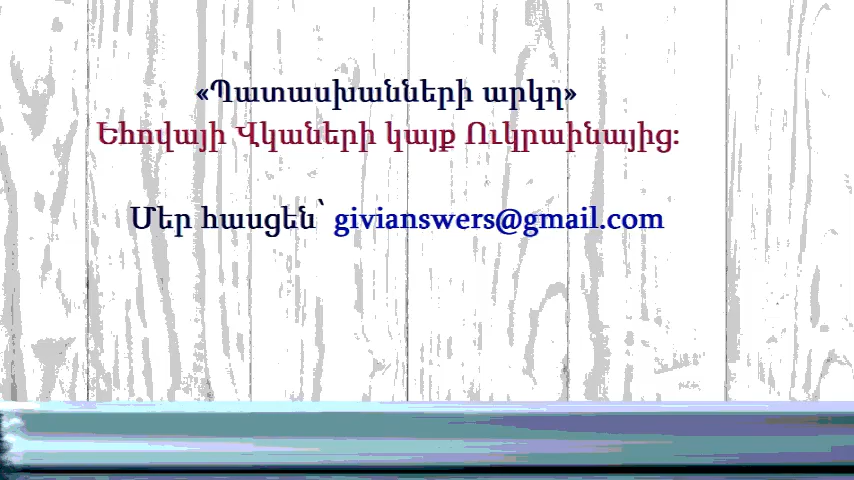 «Պատասխանների արկղ»
Եհովայի Վկաների կայք Ուկրաինայից:
Մեր հասցեն՝ givianswers@gmail.com